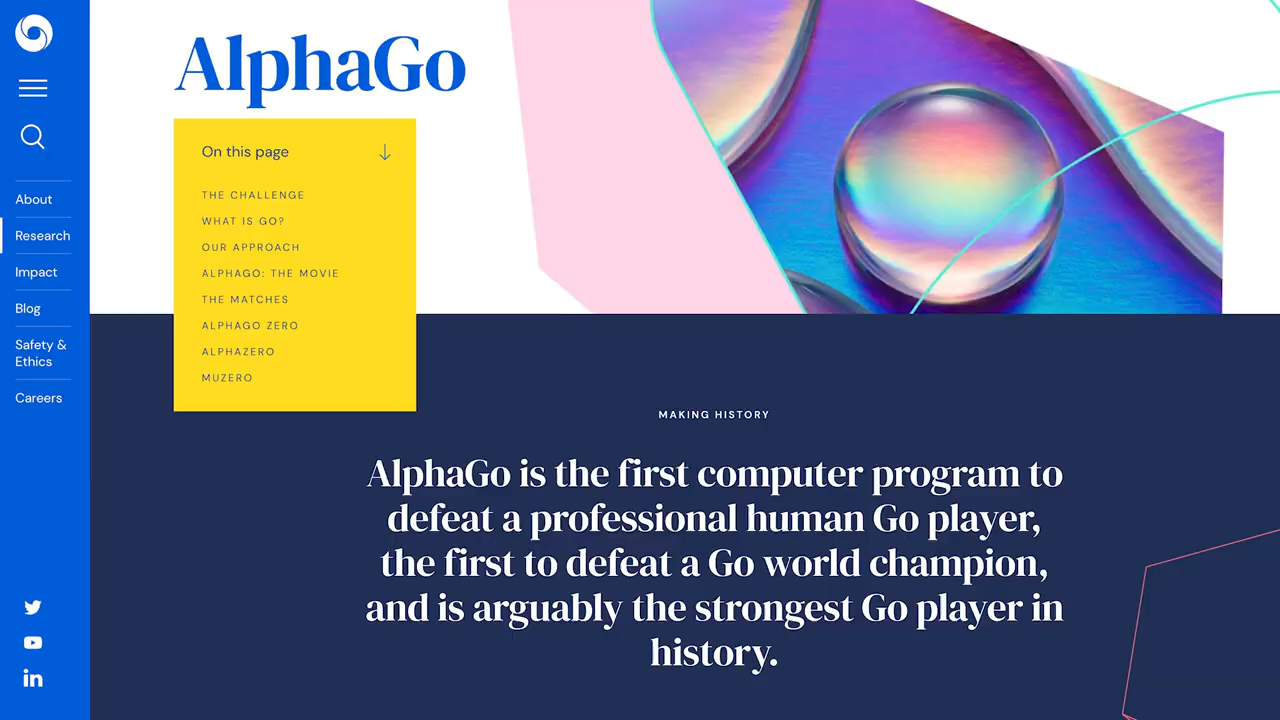 AlphaGo
On this page
THE CHALLENGE
WHAT IS GO?
OUR APPROACH
ALPHAGO: THE MOVIE
THE MATCHES
ALPHAGO ZERO
ALPHAZERO
MUZERO
About
Research
Impact
Blog
Safety &
Ethics
Careers
MAKING HISTORY
AlphaGo is the first computer program to
defeat a professional human Go player,
the first to defeat a Go world champion,
and is arguably the strongest Go player in
history.